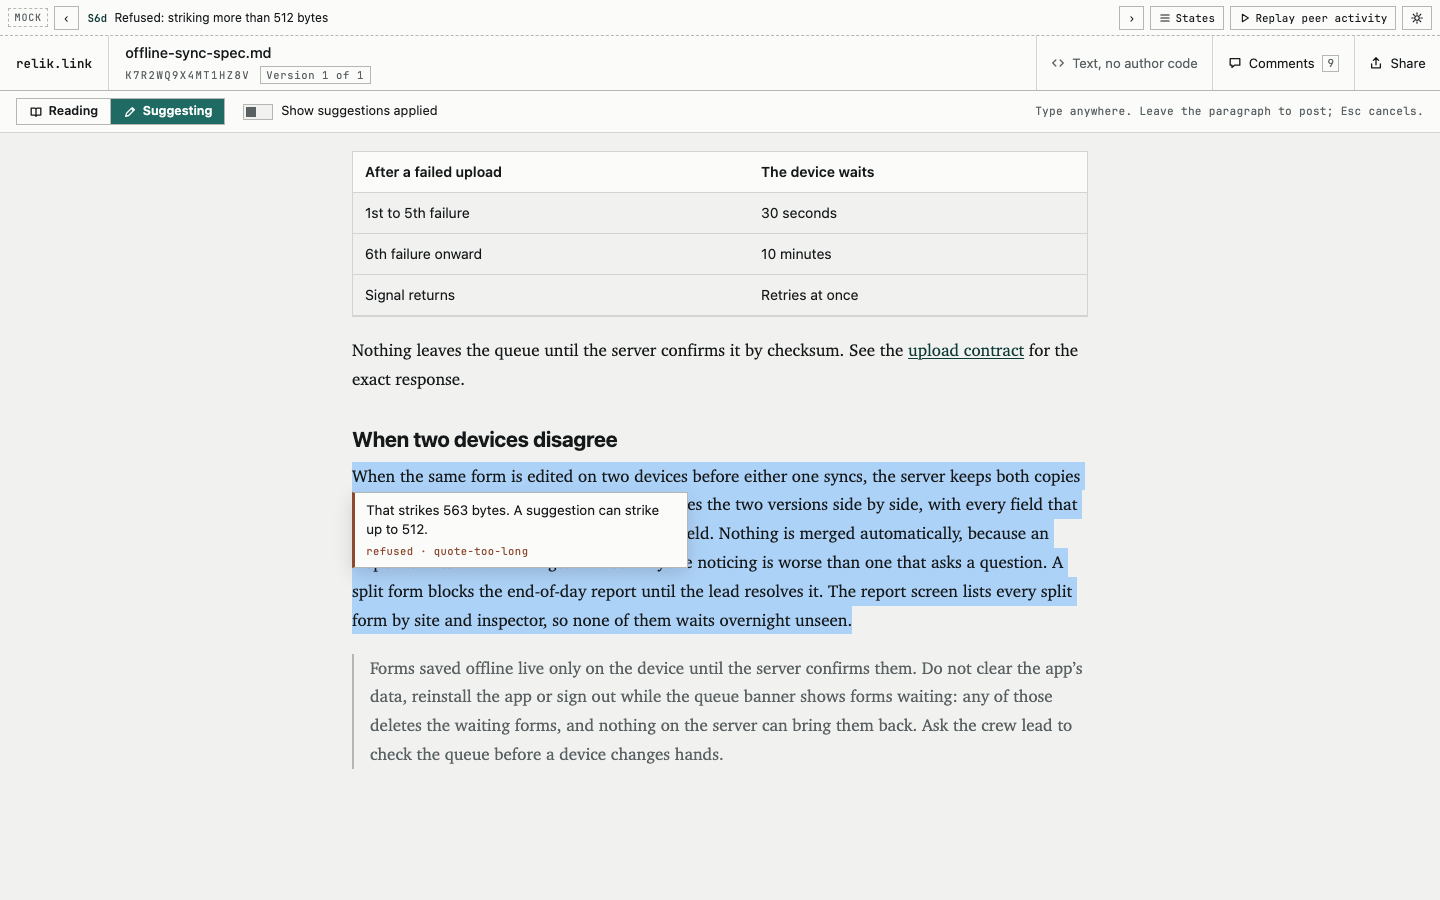 MOCK ‹ S6d Refused: striking more than 512 bytes › States Replay peer activity
relik.link
offline-sync-spec.md
K7R2WQ9X4MT1HZ8V Version 1 of 1
Text, no author code Comments 9 Share
Reading Suggesting Show suggestions applied Type anywhere. Leave the paragraph to post; Esc cancels.
After a failed upload The device waits
1st to 5th failure 30 seconds
6th failure onward 10 minutes
Signal returns Retries at once
Nothing leaves the queue until the server confirms it by checksum. See the upload contract for the
exact response.
When two devices disagree
When the same form is edited on two devices before either one syncs, the server keeps both copies
the two versions side by side, with every field that
Nothing is merged automatically, because an
noticing is worse than one that asks a question. A
split form blocks the end-of-day report until the lead resolves it. The report screen lists every split
form by site and inspector, so none of them waits overnight unseen.
That strikes 563 bytes. A suggestion can strike
up to 512.
refused · quote-too-long
Forms saved offline live only on the device until the server confirms them. Do not clear the app’s
data, reinstall the app or sign out while the queue banner shows forms waiting: any of those
deletes the waiting forms, and nothing on the server can bring them back. Ask the crew lead to
check the queue before a device changes hands.